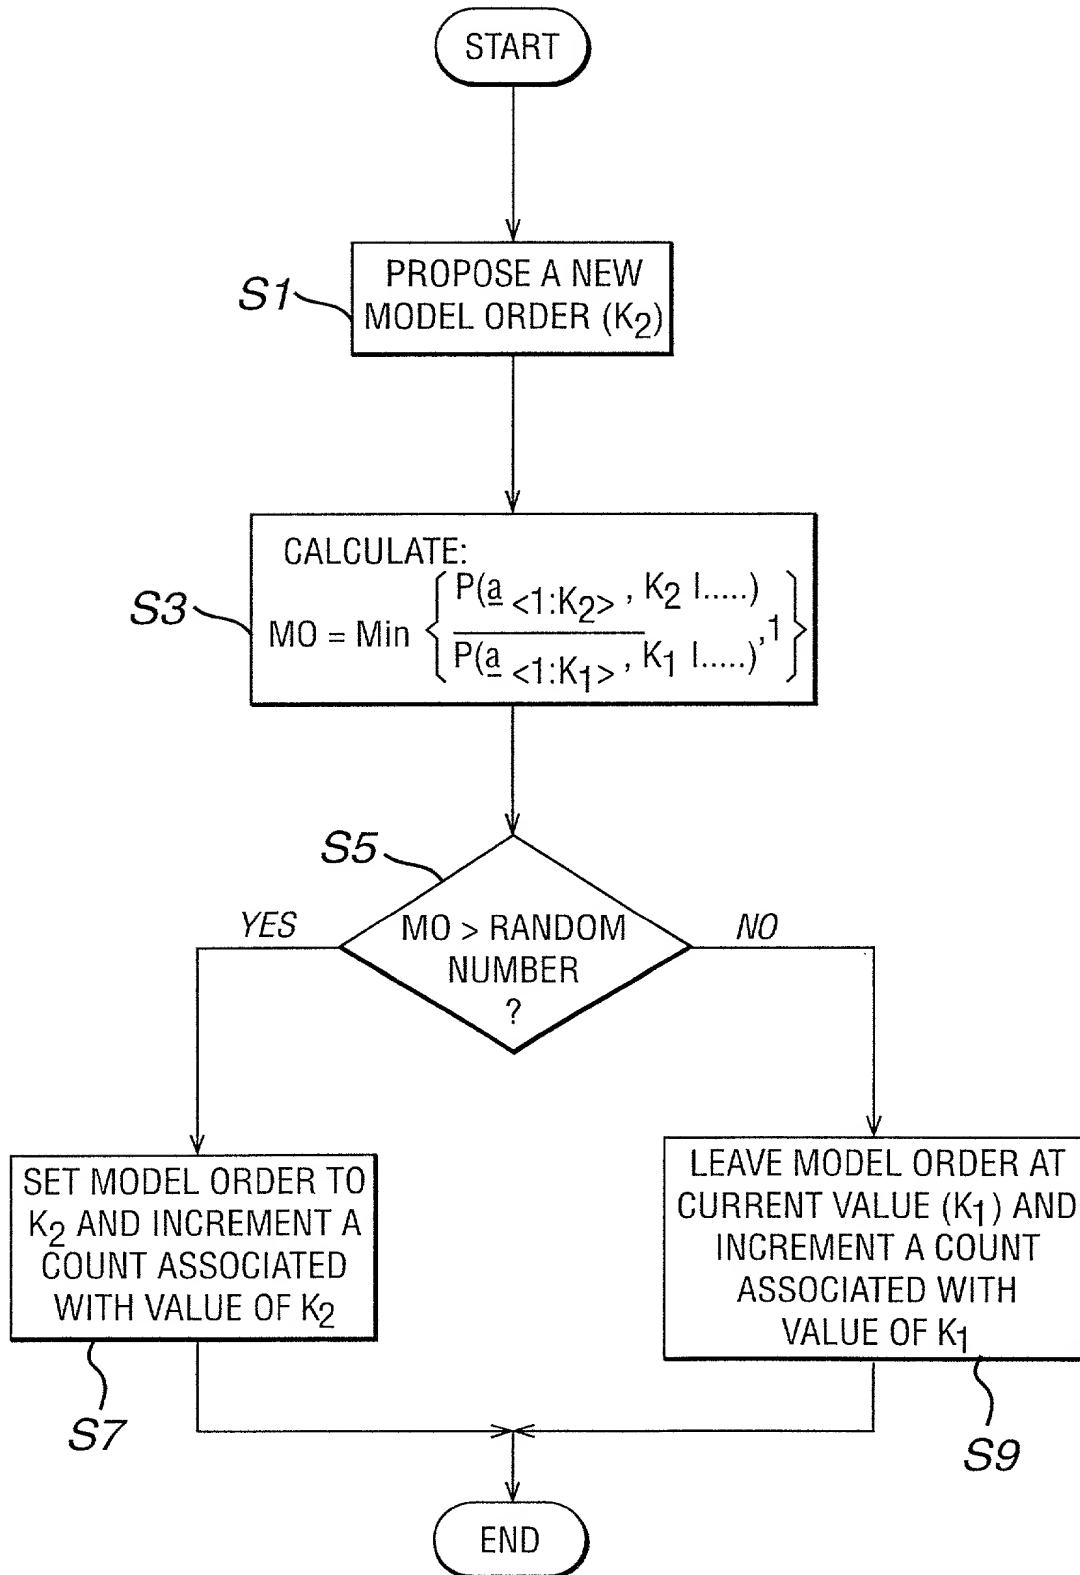 START
S1
PROPOSE A NEW
MODEL ORDER (K₂)
S3
CALCULATE:
MO = Min { P(a̲ <1:K₂> , K₂ |.....) / P(a̲ <1:K₁> , K₁ |.....) , 1 }
S5
YES
MO > RANDOM
NUMBER
?
NO
SET MODEL ORDER TO
K₂ AND INCREMENT A
COUNT ASSOCIATED
WITH VALUE OF K₂
S7
LEAVE MODEL ORDER AT
CURRENT VALUE (K₁) AND
INCREMENT A COUNT
ASSOCIATED WITH
VALUE OF K₁
S9
END